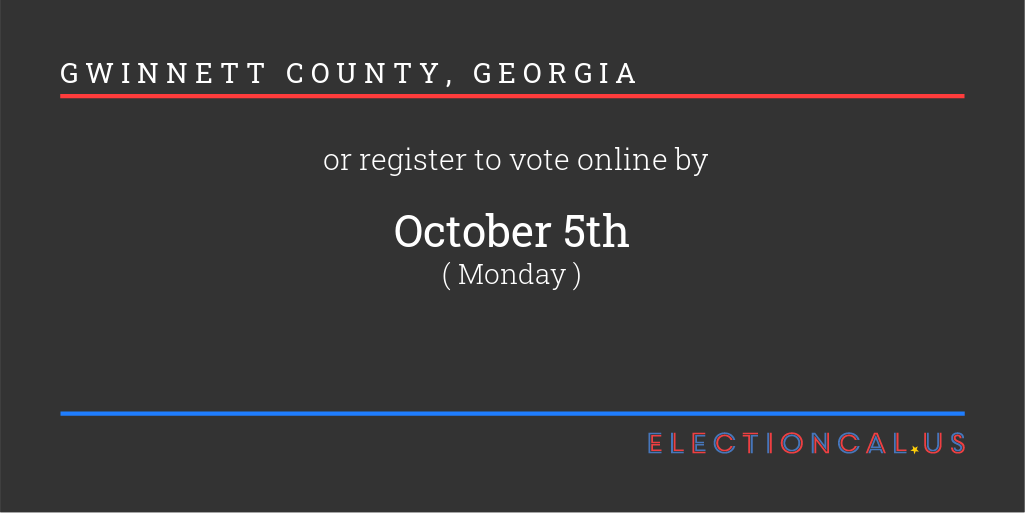 GWINNETT COUNTY, GEORGIA
or register to vote online by
October 5th
( Monday )
ELECTIONCAL.US